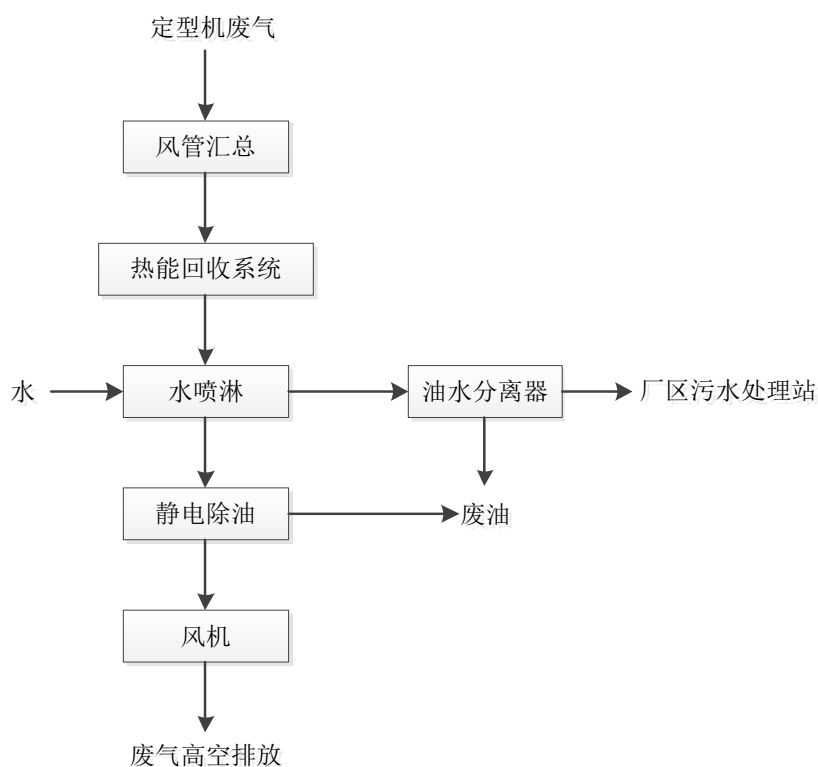 定型机废气
风管汇总
热能回收系统
水
水喷淋
油水分离器
厂区污水处理站
静电除油
废油
风机
废气高空排放